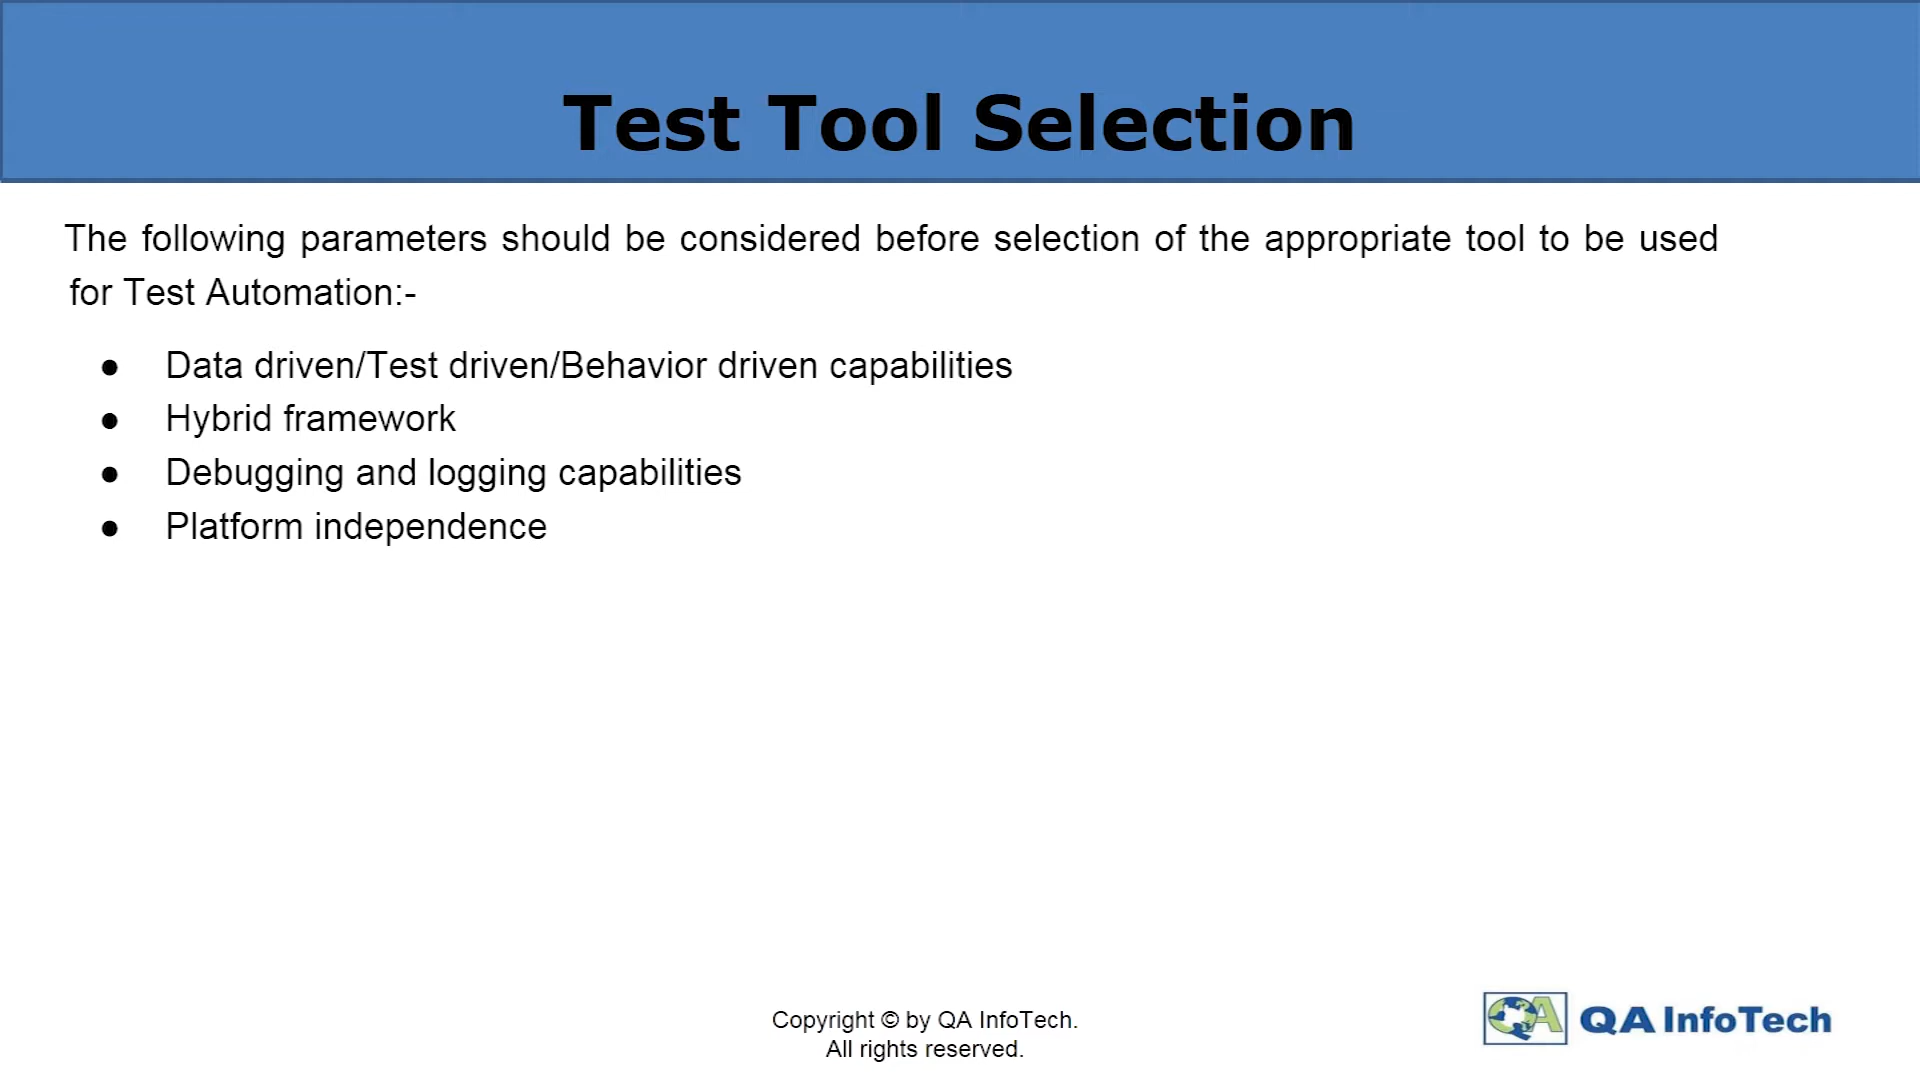 Test Tool Selection
The following parameters should be considered before selection of the appropriate tool to be used
for Test Automation:-
● Data driven/Test driven/Behavior driven capabilities
● Hybrid framework
● Debugging and logging capabilities
● Platform independence
Copyright © by QA InfoTech.
All rights reserved.
QA QA InfoTech